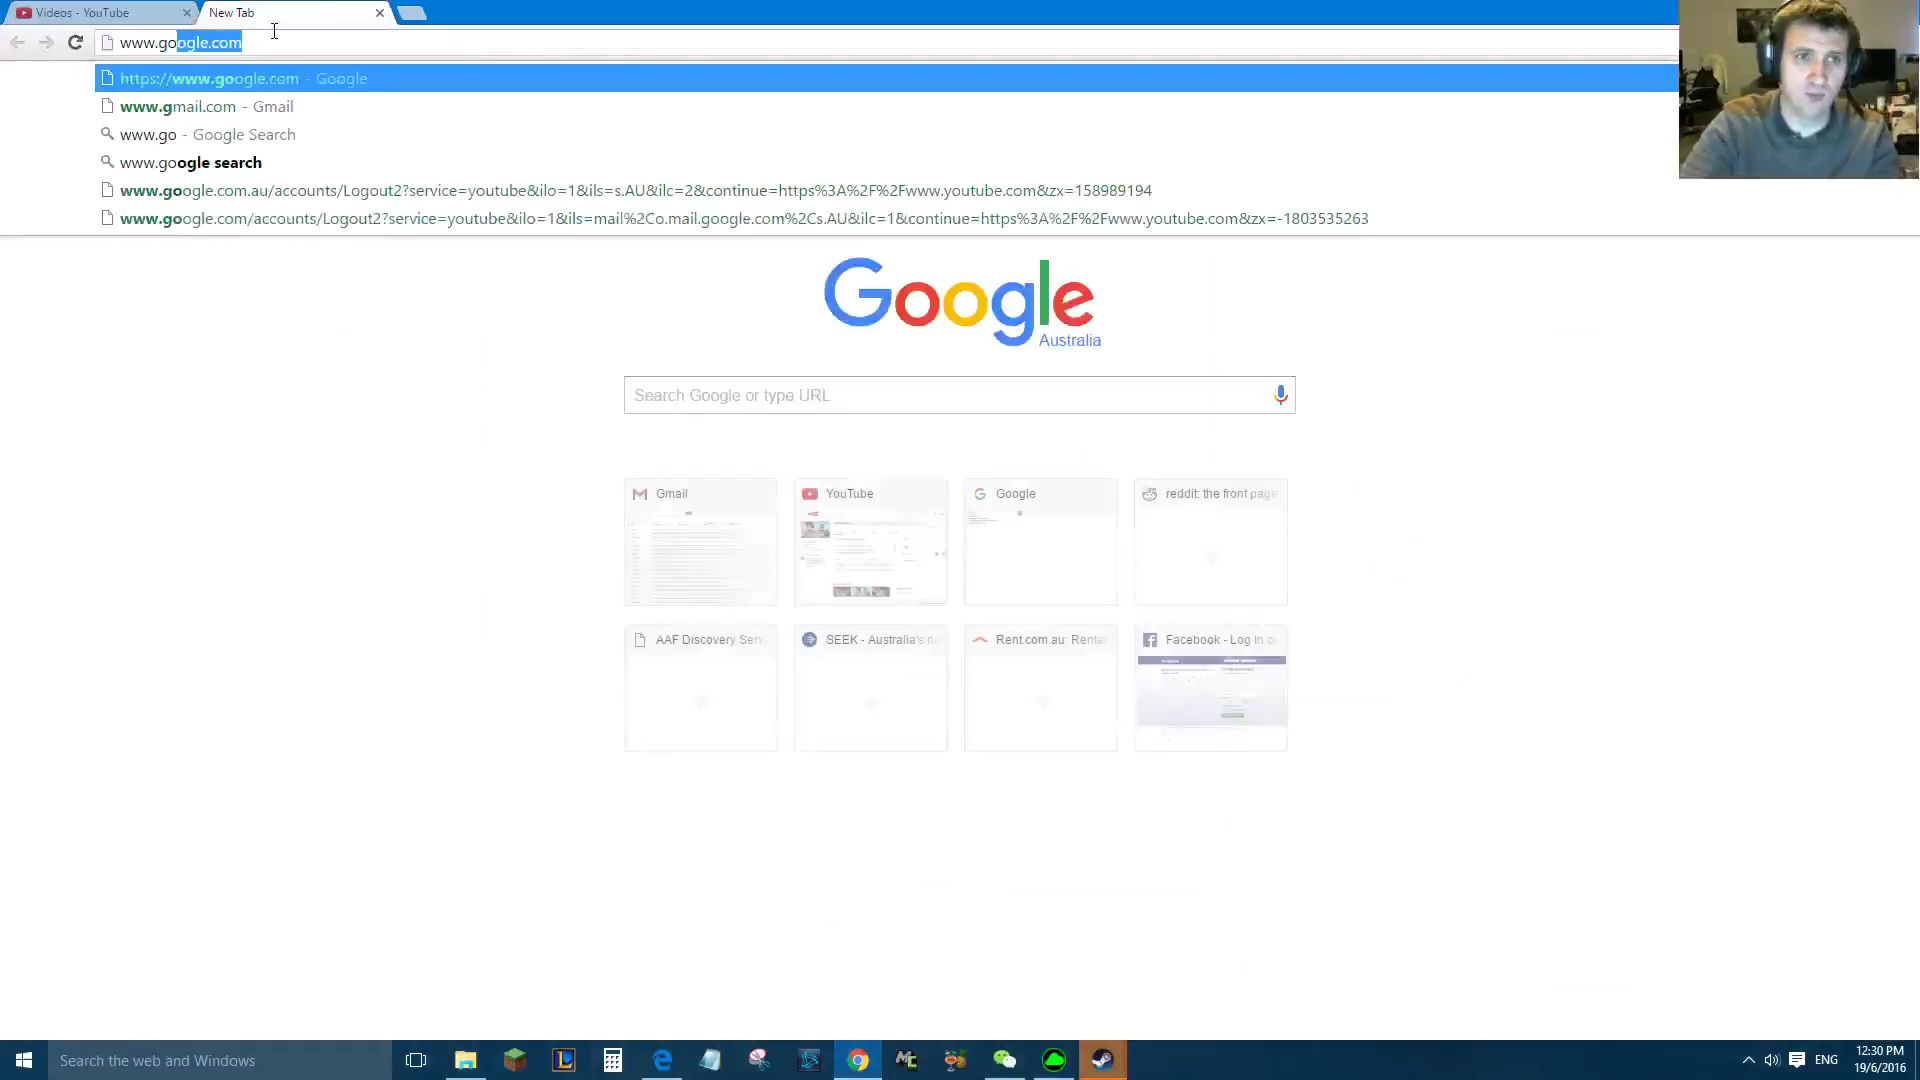 Videos - YouTube
New Tab
www.google.com
https://www.google.com - Google
www.gmail.com - Gmail
www.go - Google Search
www.google search
www.google.com.au/accounts/Logout2?service=youtube&ilo=1&ils=s.AU&ilc=2&continue=https%3A%2F%2Fwww.youtube.com&zx=158989194
www.google.com/accounts/Logout2?service=youtube&ilo=1&ils=mail%2Co.mail.google.com%2Cs.AU&ilc=1&continue=https%3A%2F%2Fwww.youtube.com&zx=-1803535263
Google
Australia
Search Google or type URL
Gmail
YouTube
Google
reddit: the front page
AAF Discovery Ser
SEEK - Australia's no
Rent.com.au: Renta
Facebook - Log In o
Search the web and Windows
ENG
12:30 PM
19/6/2016